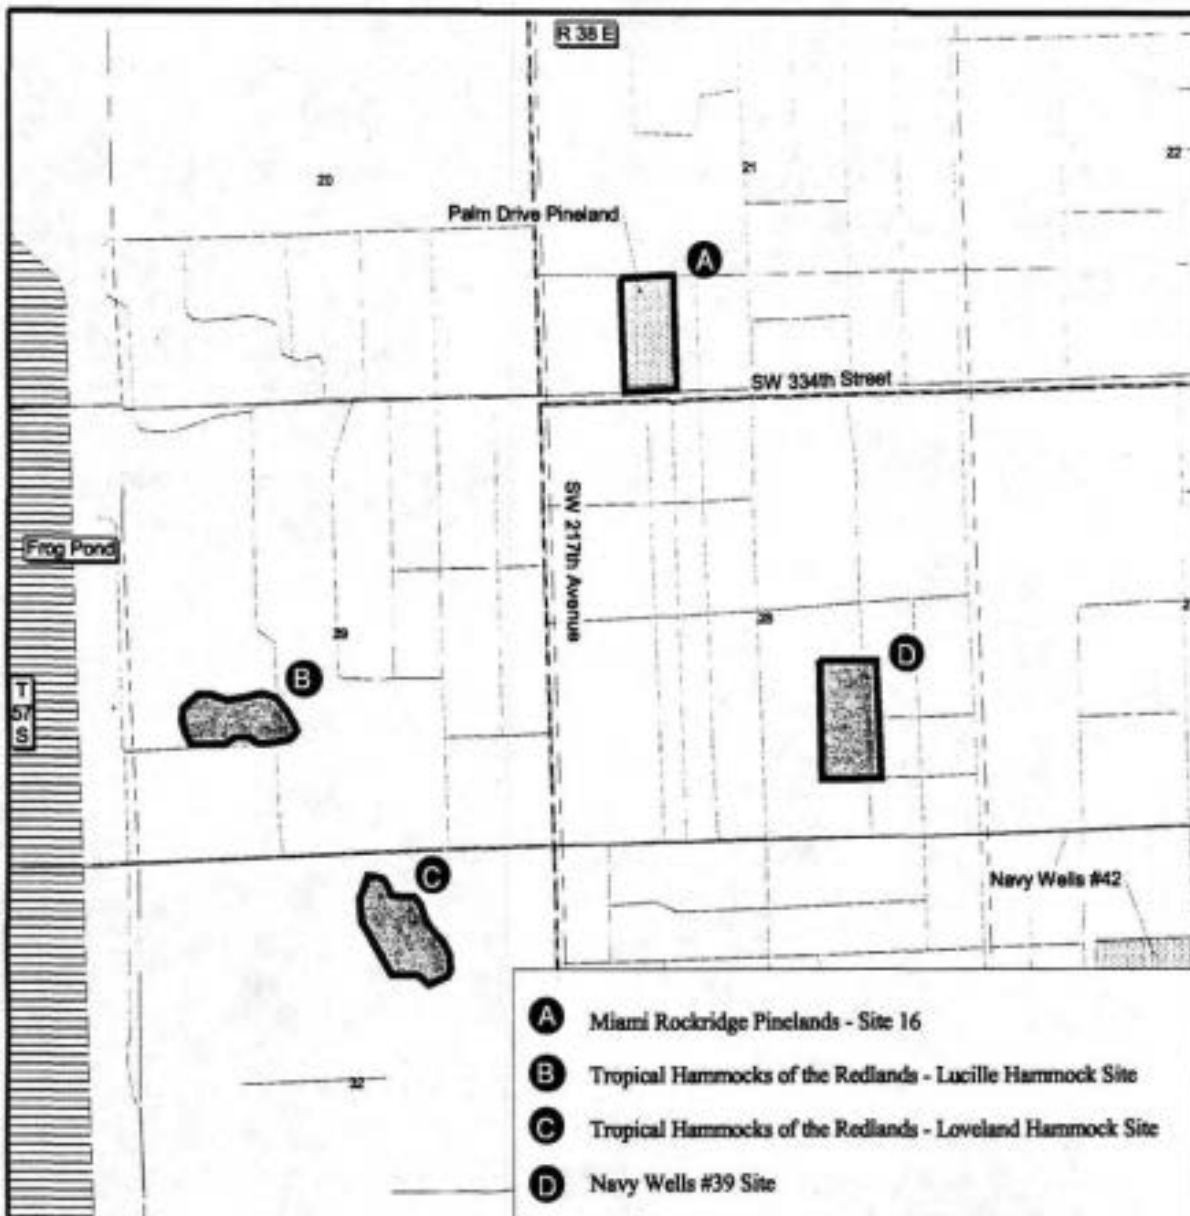 R 38 E
20
21
22
Palm Drive Pineland
A
SW 334th Street
SW 217th Avenue
Frog Pond
29
28
2
B
D
T
57
S
C
Navy Wells #42
32
A Miami Rockridge Pinelands - Site 16
B Tropical Hammocks of the Redlands - Lucille Hammock Site
C Tropical Hammocks of the Redlands - Loveland Hammock Site
D Navy Wells #39 Site